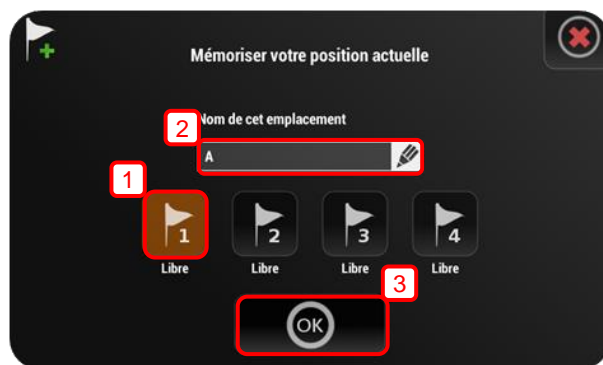 Mémoriser votre position actuelle
2
Nom de cet emplacement
A
1
1 2 3 4
Libre Libre Libre Libre
3
OK